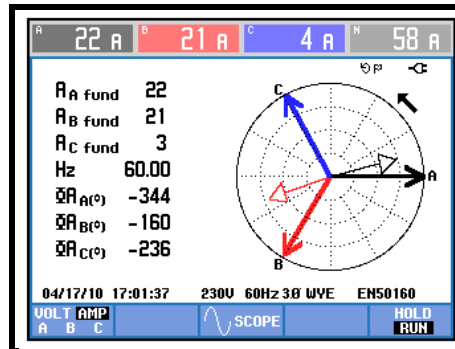 A 22 A B 21 A C 4 A N 58 A
A A fund 22
A B fund 21
A C fund 3
Hz 60.00
ΦA A(°) -344
ΦA B(°) -160
ΦA C(°) -236
C
A
B
04/17/10 17:01:37 230V 60Hz 3Ø WYE EN50160
VOLT AMP
A B C
SCOPE
HOLD
RUN